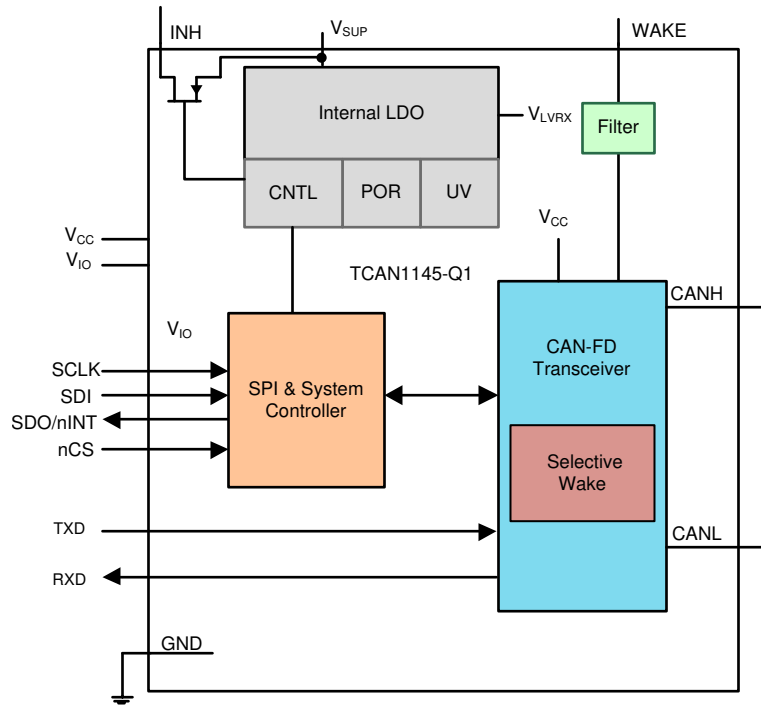 INH
VSUP
WAKE
Internal LDO
VLVRX
Filter
CNTL
POR
UV
VCC
VCC
VIO
TCAN1145-Q1
CANH
VIO
SCLK
SDI
SDO/nINT
nCS
SPI & System
Controller
CAN-FD
Transceiver
Selective
Wake
TXD
CANL
RXD
GND